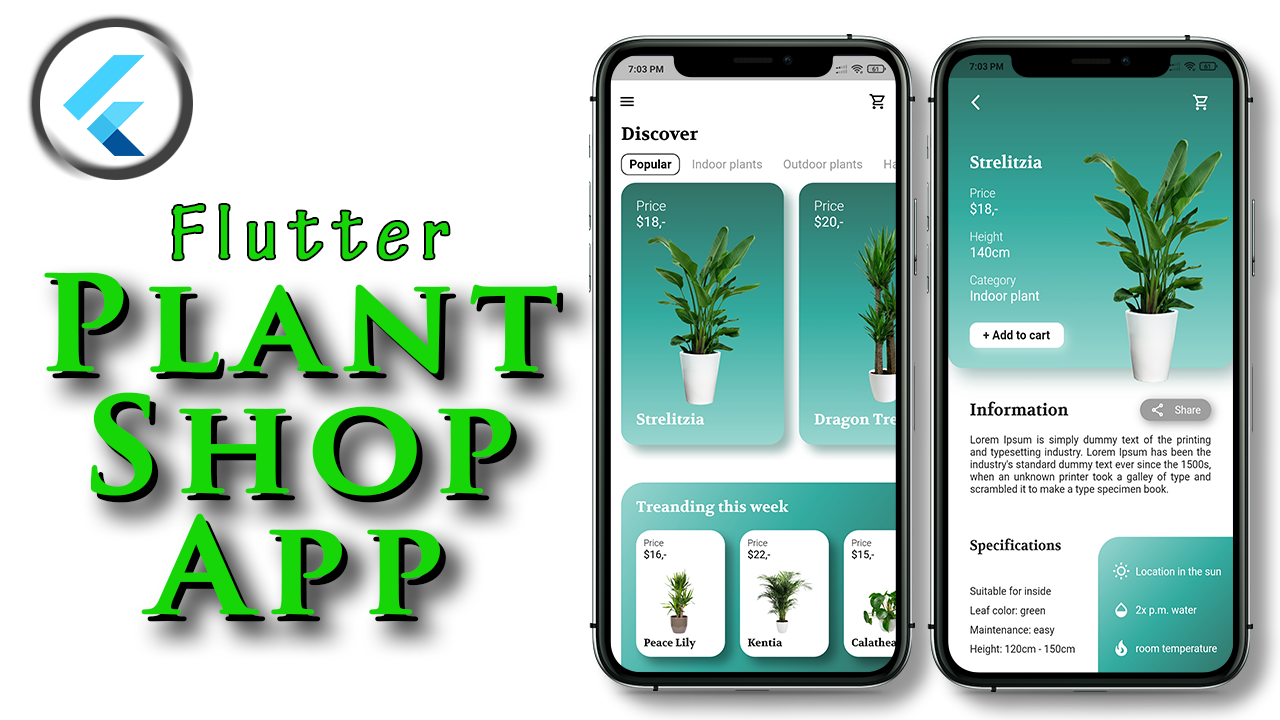 Flutter
PLANT
SHOP
APP
7:03 PM
61
Discover
Popular
Indoor plants
Outdoor plants
Ha
Price
$18,-
Strelitzia
Price
$20,-
Dragon Tre
Treanding this week
Price
$16,-
Peace Lily
Price
$22,-
Kentia
Price
$15,-
Calathea
7:03 PM
61
Strelitzia
Price
$18,-
Height
140cm
Category
Indoor plant
+ Add to cart
Information
Share
Lorem Ipsum is simply dummy text of the printing
and typesetting industry. Lorem Ipsum has been the
industry's standard dummy text ever since the 1500s,
when an unknown printer took a galley of type and
scrambled it to make a type specimen book.
Specifications
Suitable for inside
Leaf color: green
Maintenance: easy
Height: 120cm - 150cm
Location in the sun
2x p.m. water
room temperature